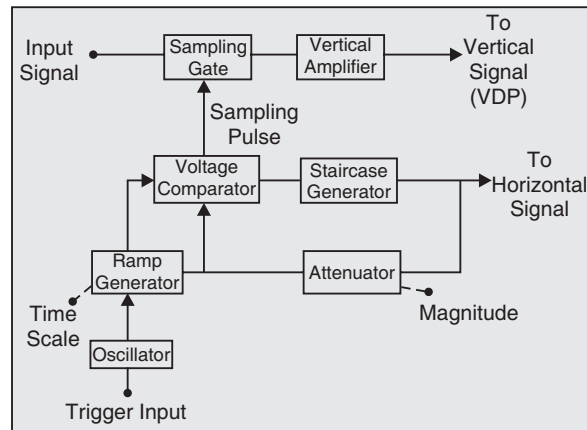 Input
Signal
Sampling
Gate
Vertical
Amplifier
To
Vertical
Signal
(VDP)
Sampling
Pulse
Voltage
Comparator
Staircase
Generator
To
Horizontal
Signal
Ramp
Generator
Attenuator
Time
Scale
Magnitude
Oscillator
Trigger Input